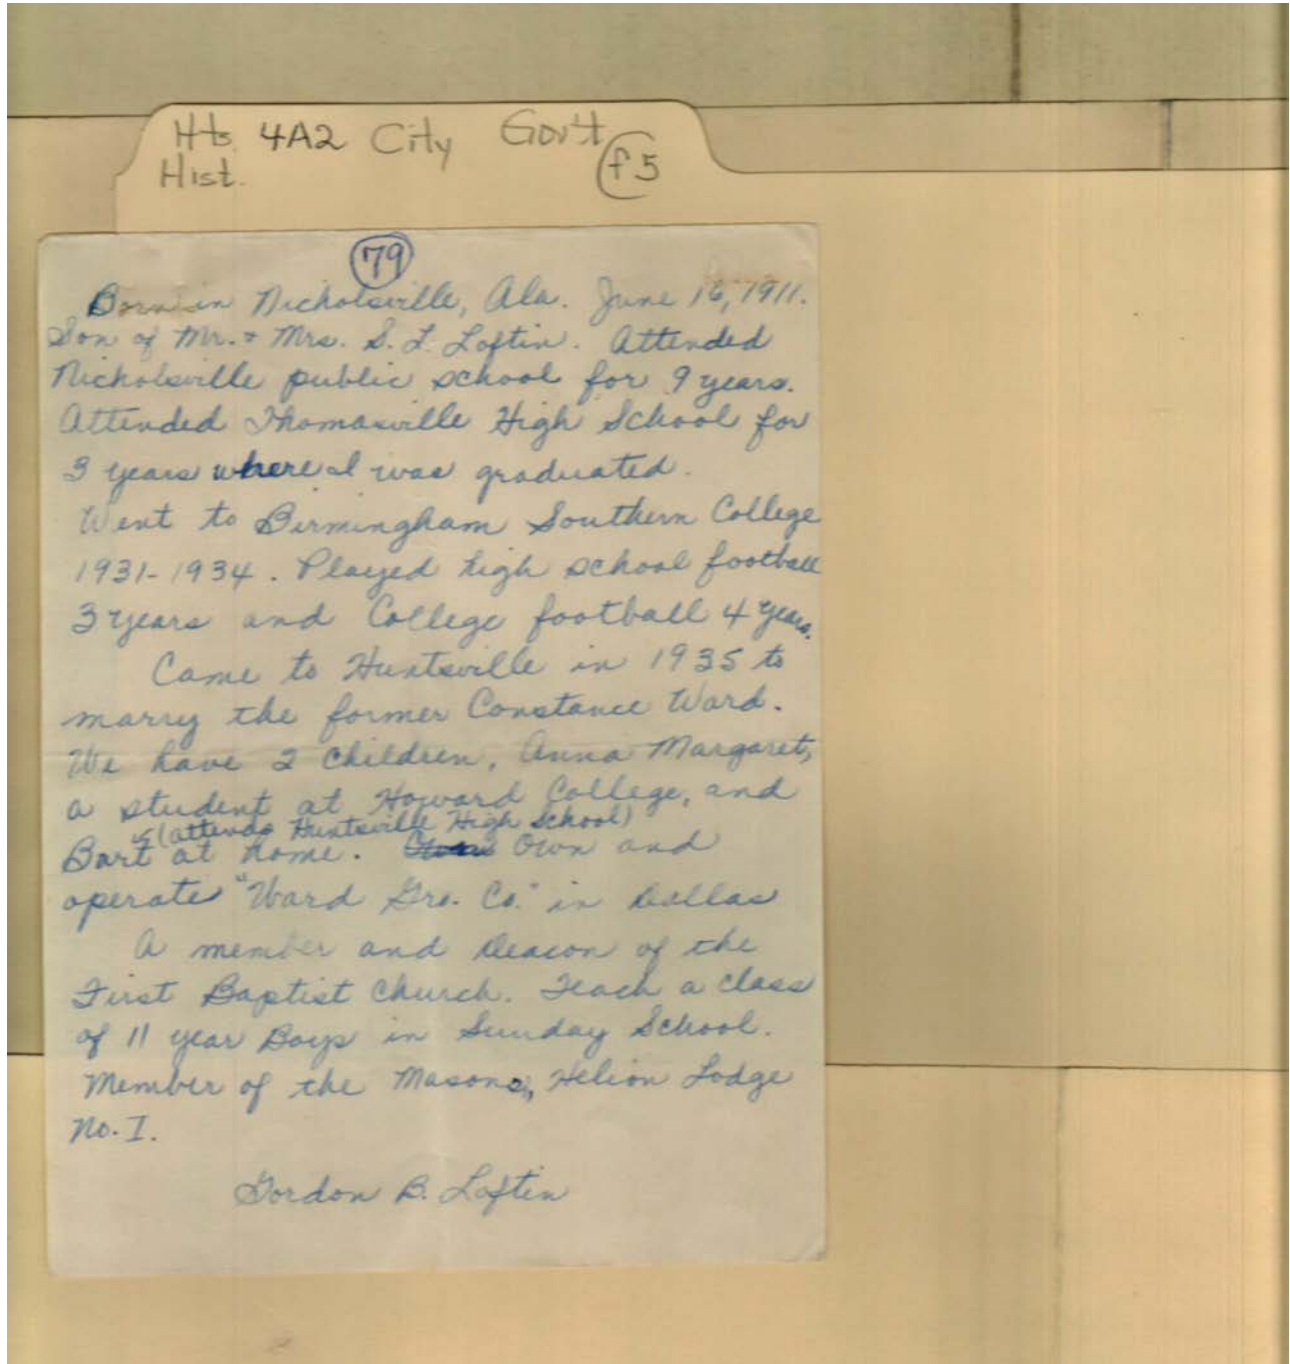 Hts. 4A2 City Gov't
Hist. f5
79
Born in Nicholsville, Ala. June 16, 1911.
Son of Mr. & Mrs. S. L. Loftin. Attended
Nicholsville public school for 9 years.
Attended Thomasville High School for
3 years where I was graduated.
Went to Birmingham Southern College
1931-1934. Played high school football
3 years and College football 4 years.
Came to Huntsville in 1935 to
marry the former Constance Ward.
We have 2 children, Anna Margaret,
a student at Howard College, and
(attends Huntsville High School)
Bart at home. Own and
operate "Ward Gro. Co." in Dallas
A member and Deacon of the
First Baptist Church. Teach a class
of 11 year Boys in Sunday School.
Member of the Masons, Helion Lodge
No. I.
Gordon B. Loftin